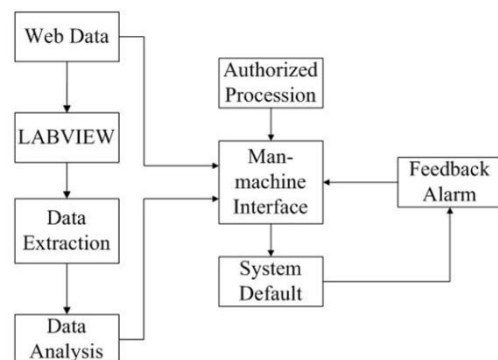 Web Data
LABVIEW
Data
Extraction
Data
Analysis
Authorized
Procession
Man-
machine
Interface
System
Default
Feedback
Alarm